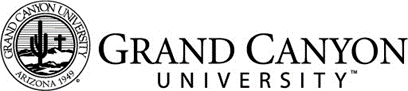 GRAND CANYON UNIVERSITY
ARIZONA 1949
®
GRAND CANYON
UNIVERSITY™